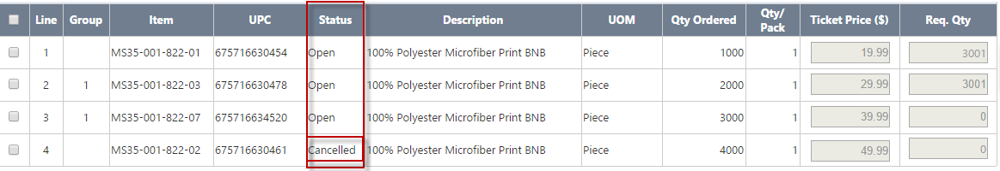 Line Group Item UPC Status Description UOM Qty Ordered Qty/ Pack Ticket Price ($) Req. Qty
1 MS35-001-822-01 675716630454 Open 100% Polyester Microfiber Print BNB Piece 1000 1 19.99 3001
2 1 MS35-001-822-03 675716630478 Open 100% Polyester Microfiber Print BNB Piece 2000 1 29.99 3001
3 1 MS35-001-822-07 675716634520 Open 100% Polyester Microfiber Print BNB Piece 3000 1 39.99 0
4 MS35-001-822-02 675716630461 Cancelled 100% Polyester Microfiber Print BNB Piece 4000 1 49.99 0